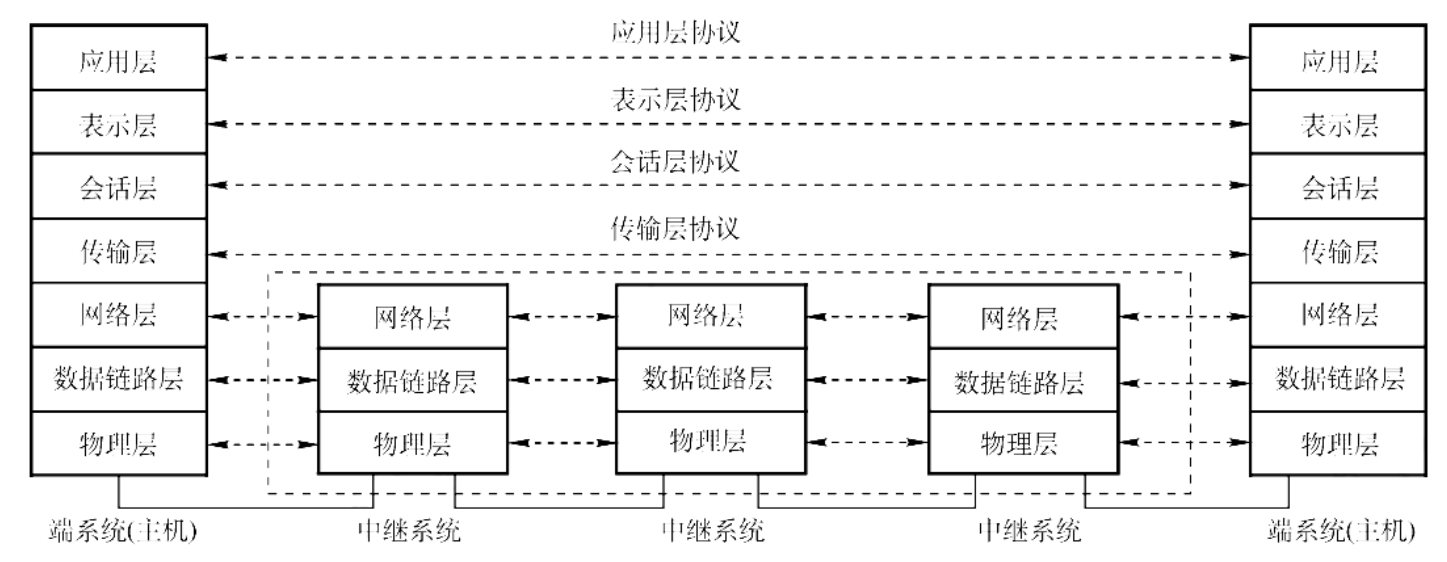 应用层协议
应用层
应用层
表示层协议
表示层
表示层
会话层协议
会话层
会话层
传输层协议
传输层
传输层
网络层
网络层
网络层
网络层
网络层
数据链路层
数据链路层
数据链路层
数据链路层
数据链路层
物理层
物理层
物理层
物理层
物理层
端系统(主机)
中继系统
中继系统
中继系统
端系统(主机)